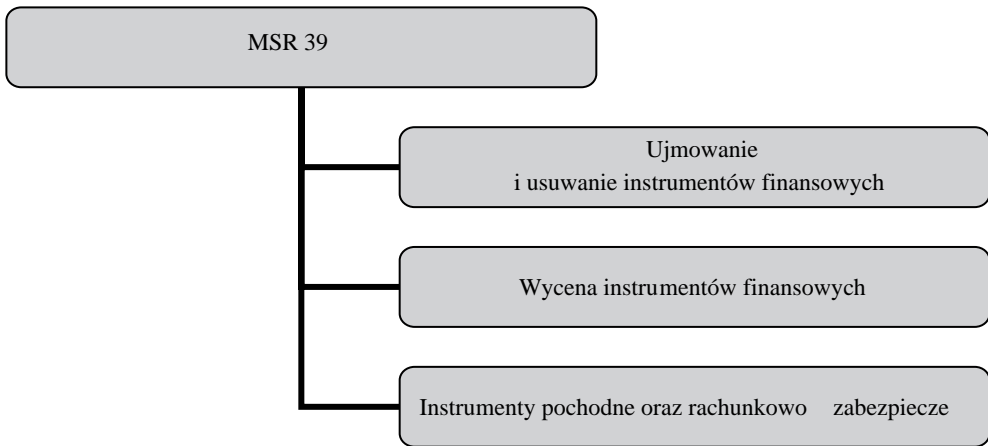 MSR 39
Ujmowanie
i usuwanie instrumentów finansowych
Wycena instrumentów finansowych
Instrumenty pochodne oraz rachunkowo zabezpiecze